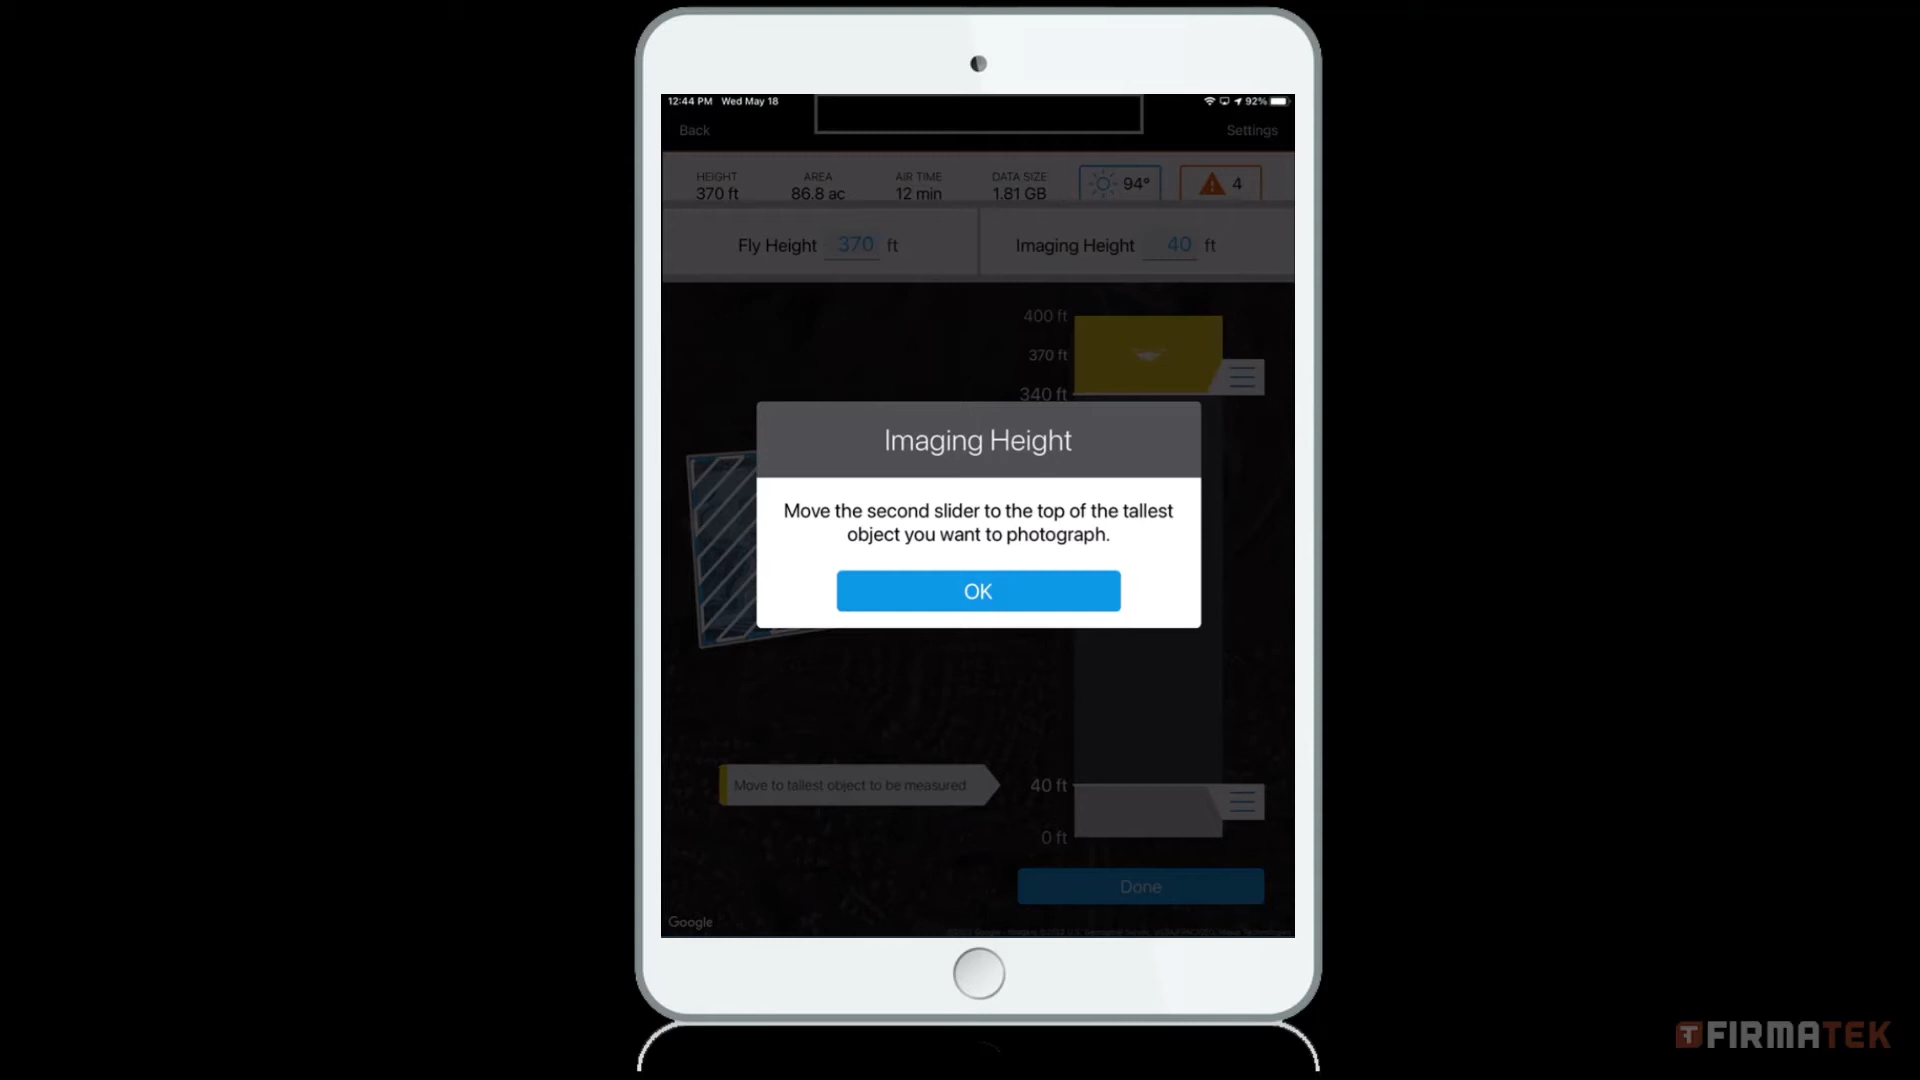 12:44 PM Wed May 18
92%
Back
Settings
HEIGHT
370 ft
AREA
86.8 ac
AIR TIME
12 min
DATA SIZE
1.81 GB
94°
4
Fly Height 370 ft
Imaging Height 40 ft
400 ft
370 ft
340 ft
Imaging Height
Move the second slider to the top of the tallest
object you want to photograph.
OK
Move to tallest object to be measured
40 ft
0 ft
Done
Google
FIRMATEK